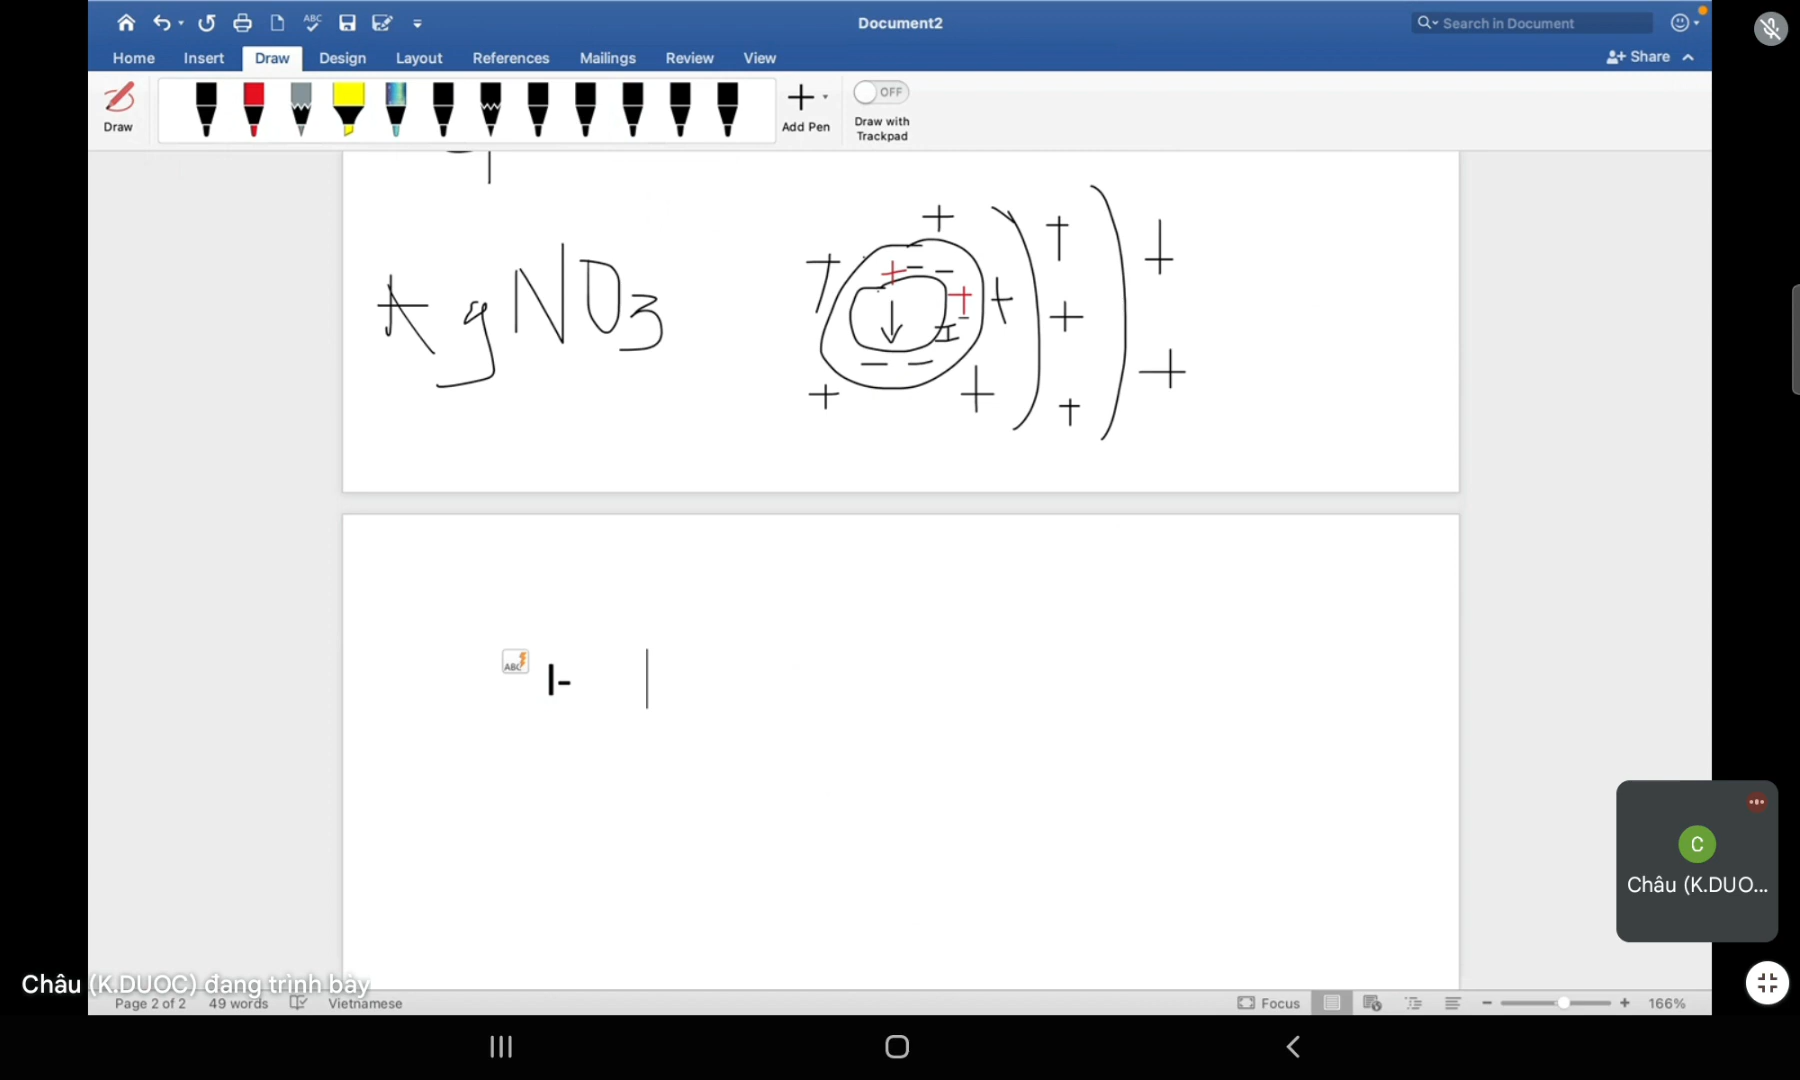 Document2
Search in Document
Home Insert Draw Design Layout References Mailings Review View
Share
Draw
Add Pen
OFF
Draw with
Trackpad
+ + +
AgNO3 + + - - + + + +
↓ - I
- -
+ + + +
ABC I-
C
Châu (K.DUO...
Châu (K.DUOC) đang trình bày
Page 2 of 2 49 words Vietnamese Focus 166%